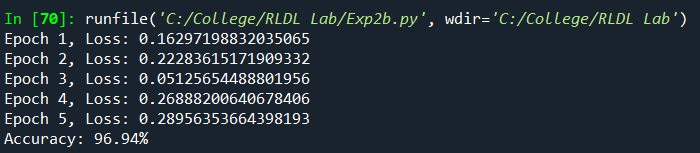 In [70]: runfile('C:/College/RLDL Lab/Exp2b.py', wdir='C:/College/RLDL Lab')
Epoch 1, Loss: 0.16297198832035065
Epoch 2, Loss: 0.22283615171909332
Epoch 3, Loss: 0.05125654488801956
Epoch 4, Loss: 0.26888200640678406
Epoch 5, Loss: 0.28956353664398193
Accuracy: 96.94%